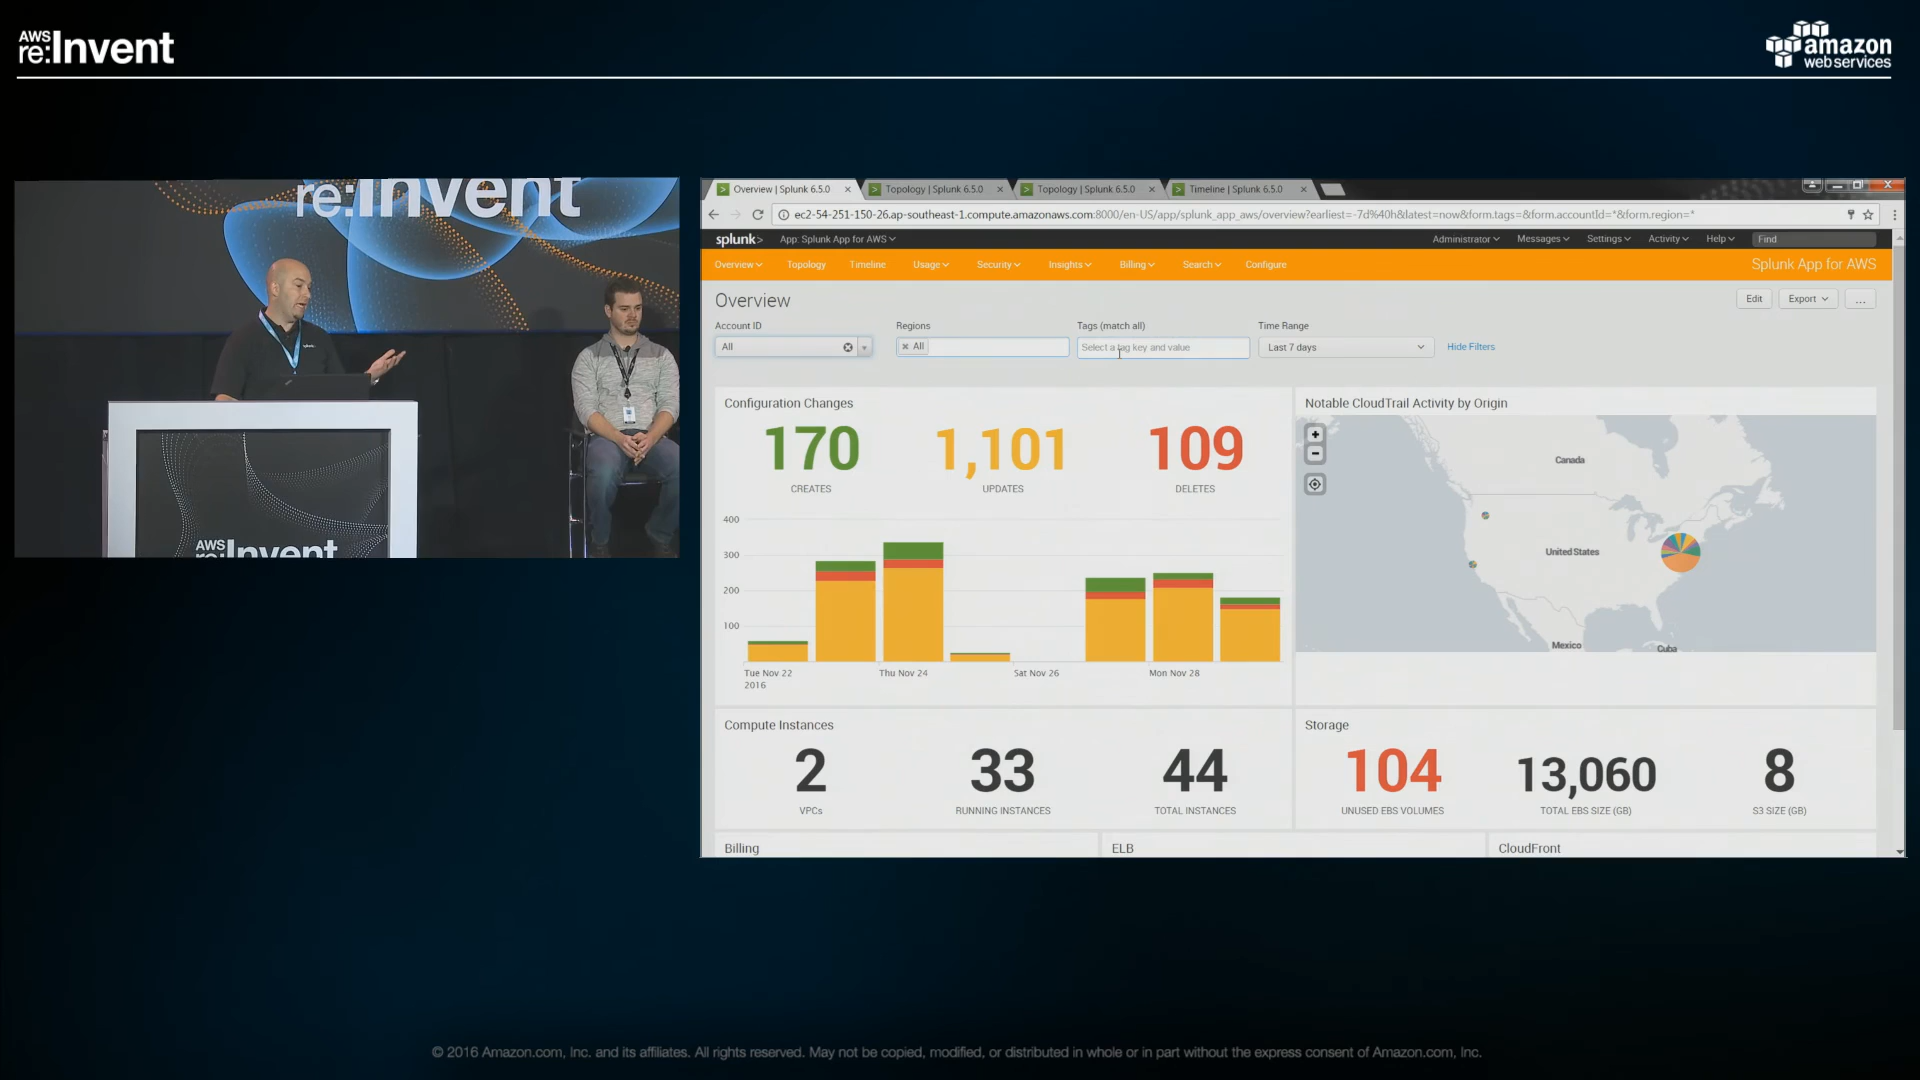 AWS
re:Invent
amazon
web services
re:Invent
AWS
re:Invent
Overview | Splunk 6.5.0
Topology | Splunk 6.5.0
Topology | Splunk 6.5.0
Timeline | Splunk 6.5.0
ec2-54-251-150-26.ap-southeast-1.compute.amazonaws.com:8000/en-US/app/splunk_app_aws/overview?earliest=-7d%40h&latest=now&form.tags=&form.accountId=*&form.region=*
splunk> App: Splunk App for AWS Administrator Messages Settings Activity Help Find
Overview Topology Timeline Usage Security Insights Billing Search Configure Splunk App for AWS
Overview
Edit Export ...
Account ID Regions Tags (match all) Time Range
All All Select a tag key and value Last 7 days Hide Filters
Configuration Changes
170 1,101 109
CREATES UPDATES DELETES
400
300
200
100
Tue Nov 22 Thu Nov 24 Sat Nov 26 Mon Nov 28
2016
Notable CloudTrail Activity by Origin
+
-
Canada
United States
Mexico
Cuba
Compute Instances
2 33 44
VPCs RUNNING INSTANCES TOTAL INSTANCES
Storage
104 13,060 8
UNUSED EBS VOLUMES TOTAL EBS SIZE (GB) S3 SIZE (GB)
Billing ELB CloudFront
© 2016 Amazon.com, Inc. and its affiliates. All rights reserved. May not be copied, modified, or distributed in whole or in part without the express consent of Amazon.com, Inc.